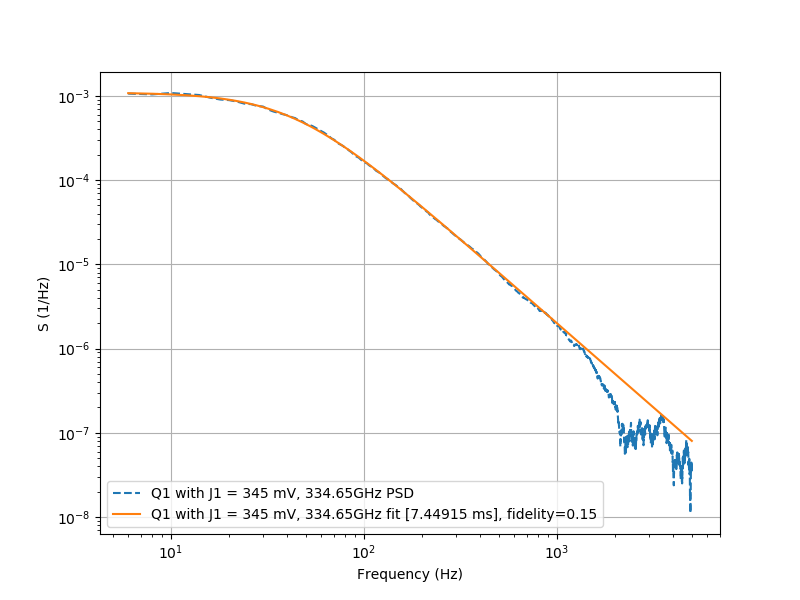 10⁻³
10⁻⁴
10⁻⁵
10⁻⁶
10⁻⁷
10⁻⁸
S (1/Hz)
Q1 with J1 = 345 mV, 334.65GHz PSD
Q1 with J1 = 345 mV, 334.65GHz fit [7.44915 ms], fidelity=0.15
10¹ 10² 10³
Frequency (Hz)